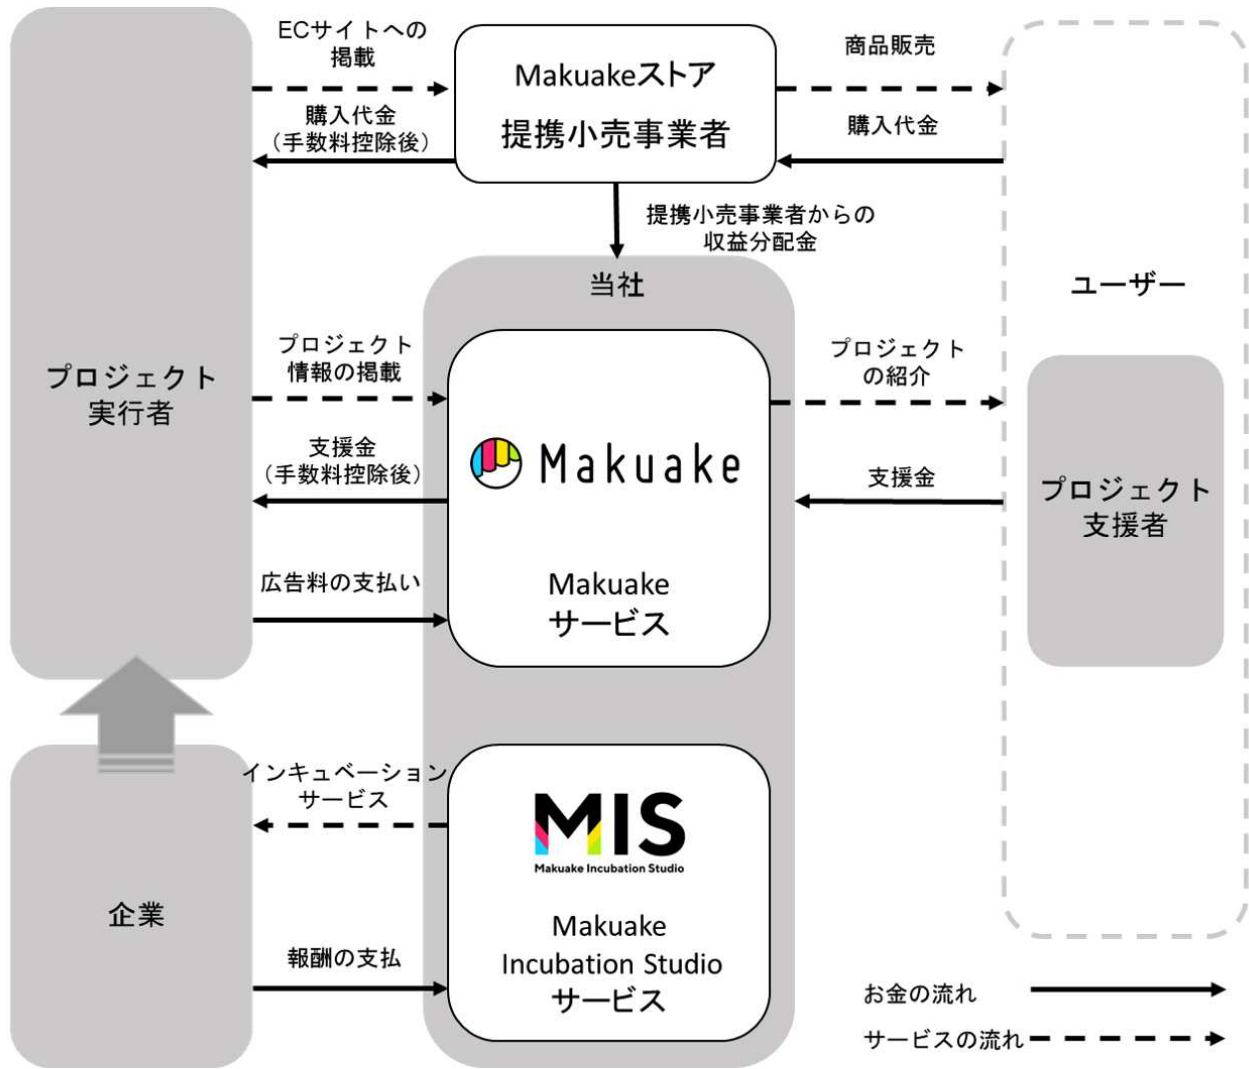 ECサイトへの
掲載
購入代金
（手数料控除後）
Makuakeストア
提携小売事業者
商品販売
購入代金
提携小売事業者からの
収益分配金
当社
ユーザー
プロジェクト
実行者
プロジェクト
情報の掲載
支援金
（手数料控除後）
広告料の支払い
Makuake
Makuake
サービス
プロジェクト
の紹介
支援金
プロジェクト
支援者
企業
インキュベーション
サービス
報酬の支払
MIS
Makuake Incubation Studio
Makuake
Incubation Studio
サービス
お金の流れ
サービスの流れ